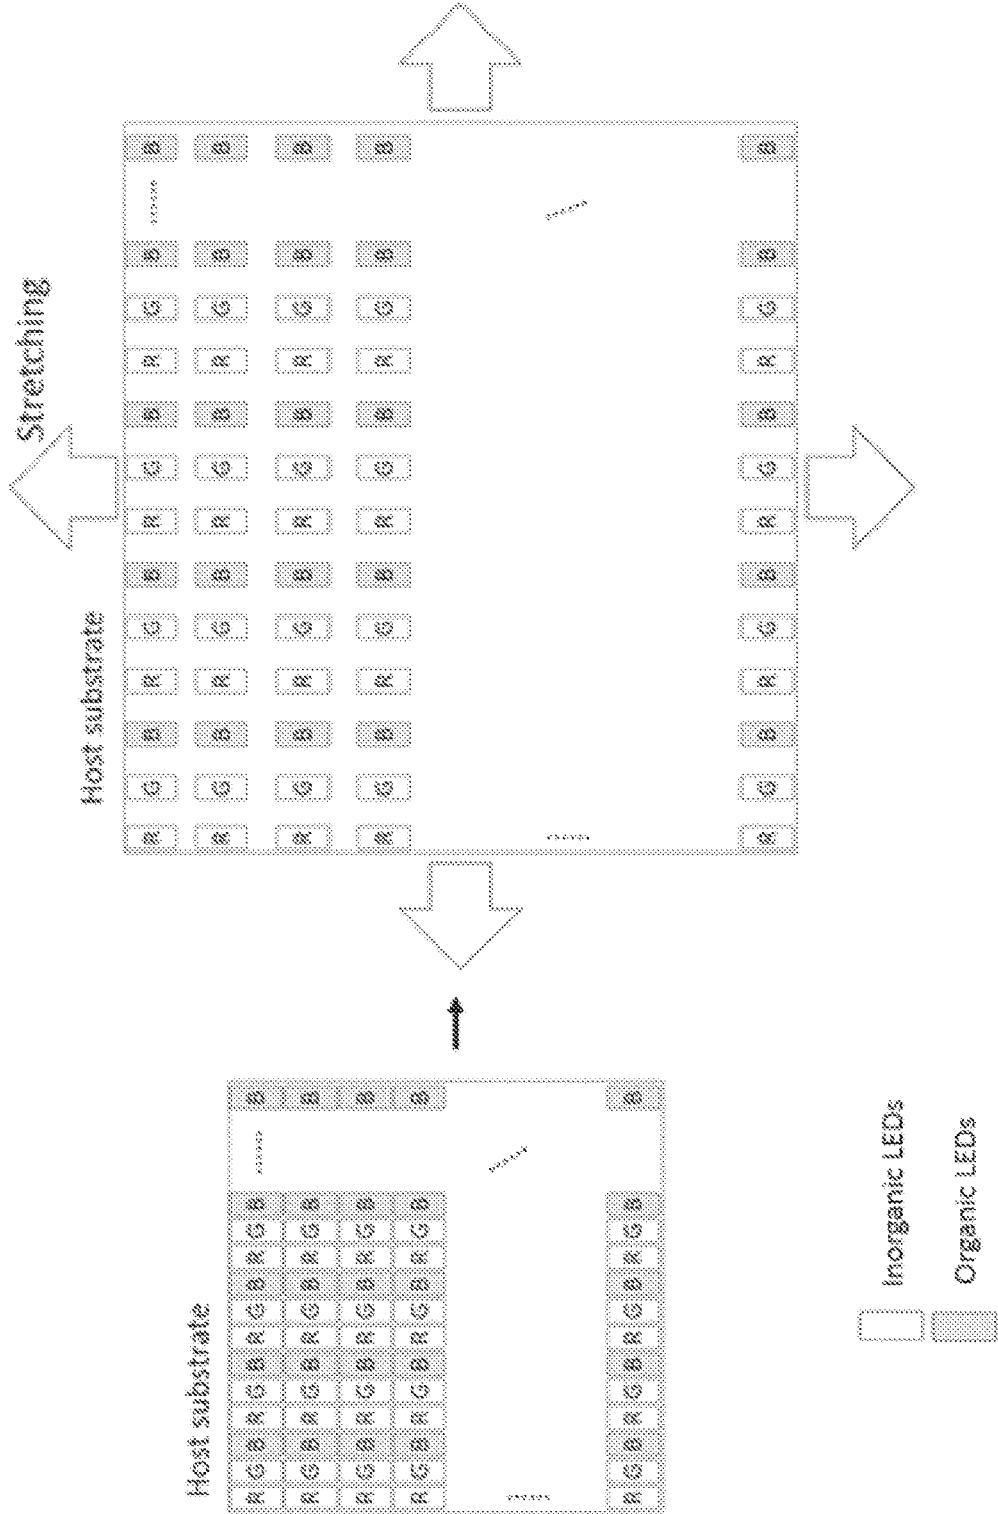 Host substrate
R G B R G B R G B R G B ...... B
R G B R G B R G B R G B B
R G B R G B R G B R G B B
R G B R G B R G B R G B B
...... ......
R G B R G B R G B R G B B
Stretching
Host substrate
R G B R G B R G B R G B ...... B
R G B R G B R G B R G B B
R G B R G B R G B R G B B
R G B R G B R G B R G B B
...... ......
R G B R G B R G B R G B B
Inorganic LEDs
Organic LEDs